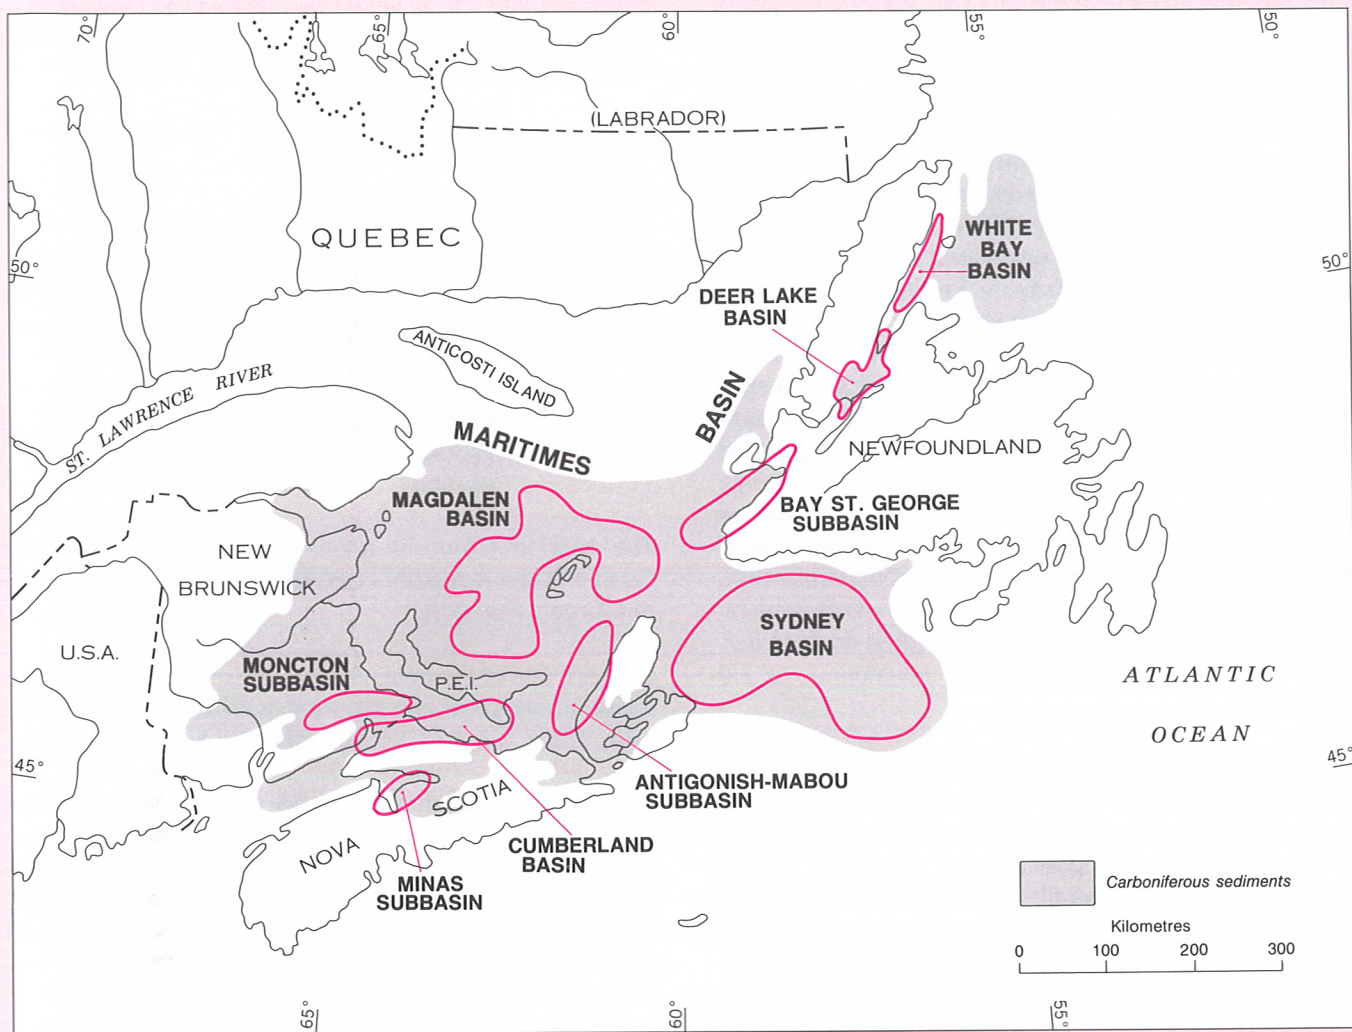 70°
65°
60°
55°
50°
(LABRADOR)
QUEBEC
WHITE
BAY
BASIN
50°
50°
DEER LAKE
BASIN
ANTICOSTI ISLAND
ST. LAWRENCE RIVER
BASIN
MARITIMES
NEWFOUNDLAND
MAGDALEN
BASIN
BAY ST. GEORGE
SUBBASIN
NEW
BRUNSWICK
SYDNEY
BASIN
U.S.A.
MONCTON
SUBBASIN
P.E.I.
ATLANTIC
OCEAN
45°
45°
ANTIGONISH-MABOU
SUBBASIN
NOVA SCOTIA
CUMBERLAND
BASIN
MINAS
SUBBASIN
Carboniferous sediments
Kilometres
0 100 200 300
65°
60°
55°